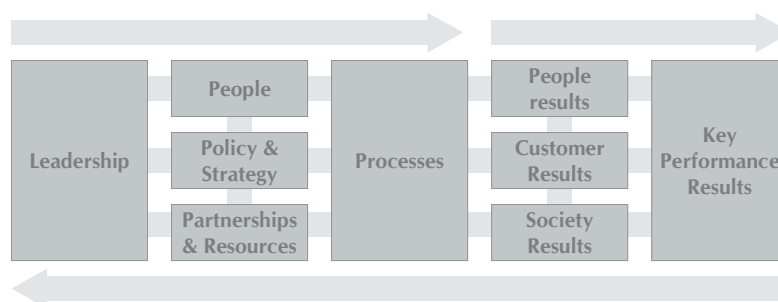 Leadership
People
Policy &
Strategy
Partnerships
& Resources
Processes
People
results
Customer
Results
Society
Results
Key
Performance
Results